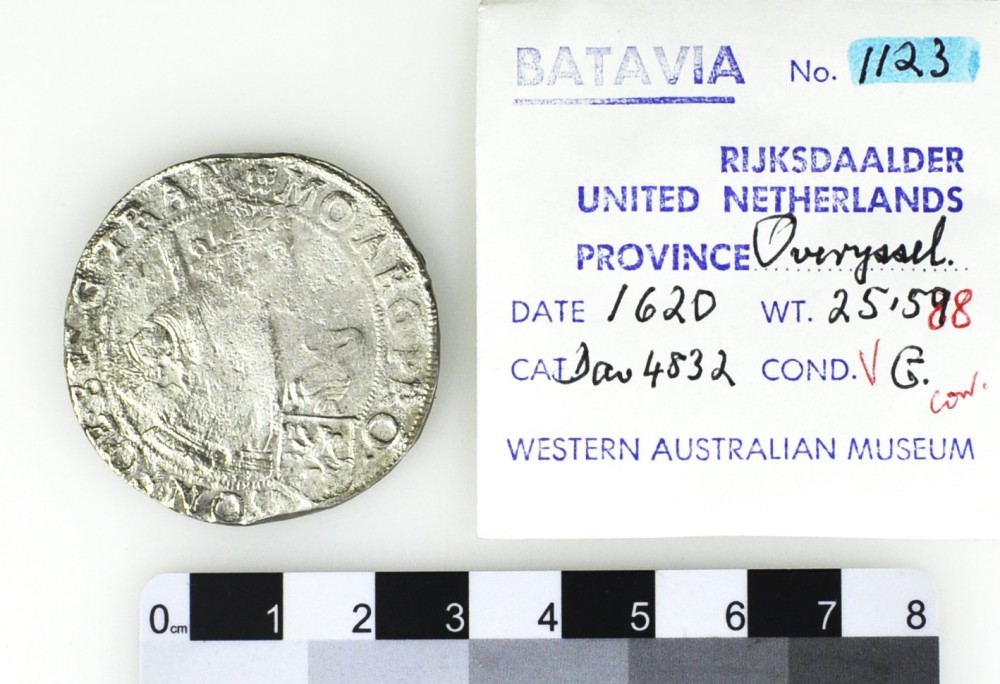 BATAVIA No. 1123
RIJKSDAALDER
UNITED NETHERLANDS
PROVINCE Overyssel.
DATE 1620 WT. 25.5988
CAT Dav 4832 COND. V G.
corr.
WESTERN AUSTRALIAN MUSEUM
MO ARG PRO
TRA
0cm 1 2 3 4 5 6 7 8